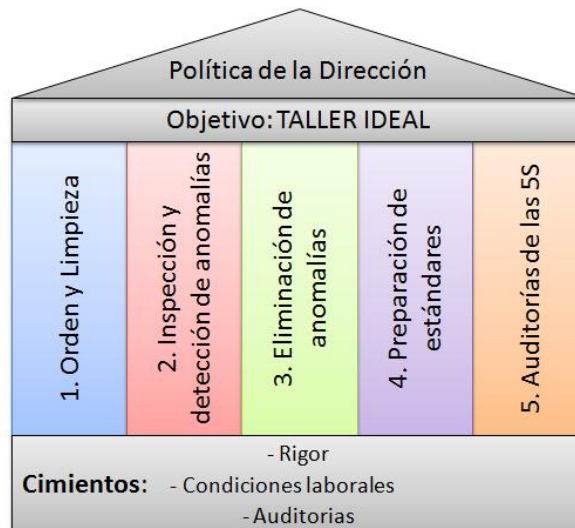 Política de la Dirección
Objetivo: TALLER IDEAL
1. Orden y Limpieza
2. Inspección y
detección de anomalías
3. Eliminación de
anomalías
4. Preparación de
estándares
5. Auditorías de las 5S
- Rigor
Cimientos: - Condiciones laborales
- Auditorias